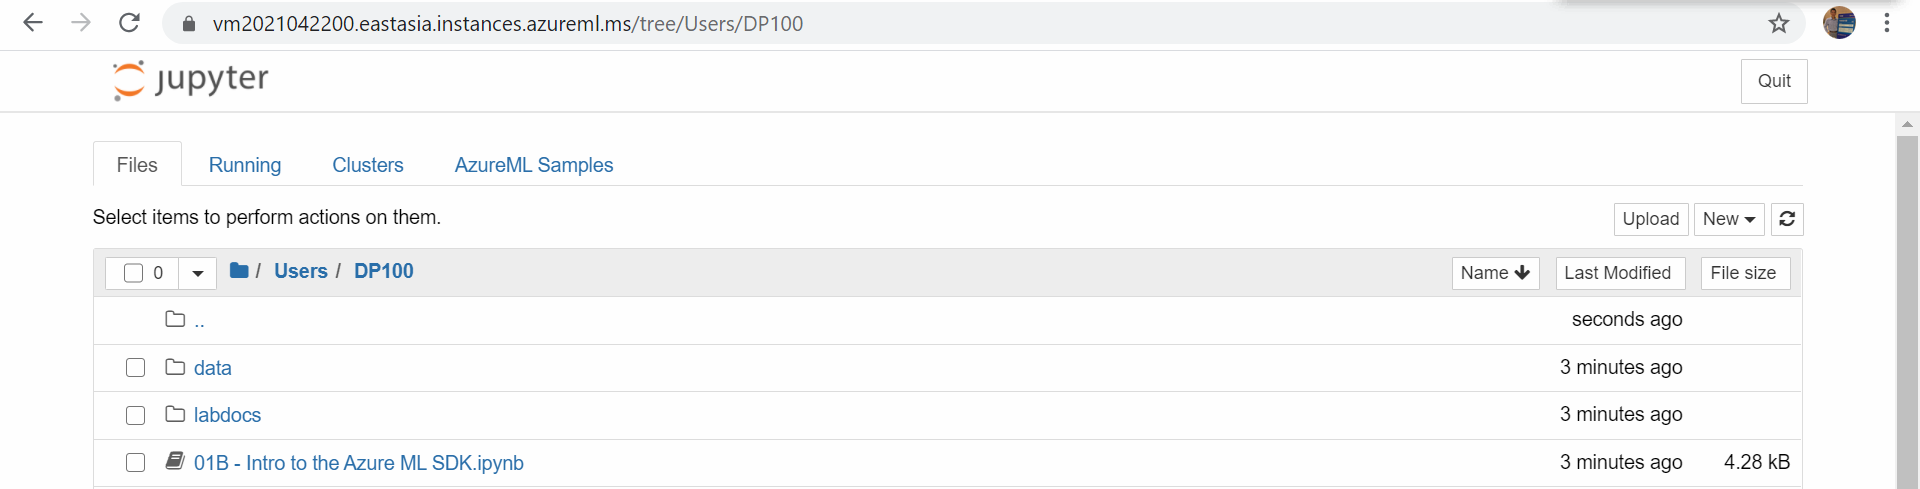 vm2021042200.eastasia.instances.azureml.ms/tree/Users/DP100
jupyter
Quit
Files Running Clusters AzureML Samples
Select items to perform actions on them.
Upload New
0 / Users / DP100 Name Last Modified File size
.. seconds ago
data 3 minutes ago
labdocs 3 minutes ago
01B - Intro to the Azure ML SDK.ipynb 3 minutes ago 4.28 kB